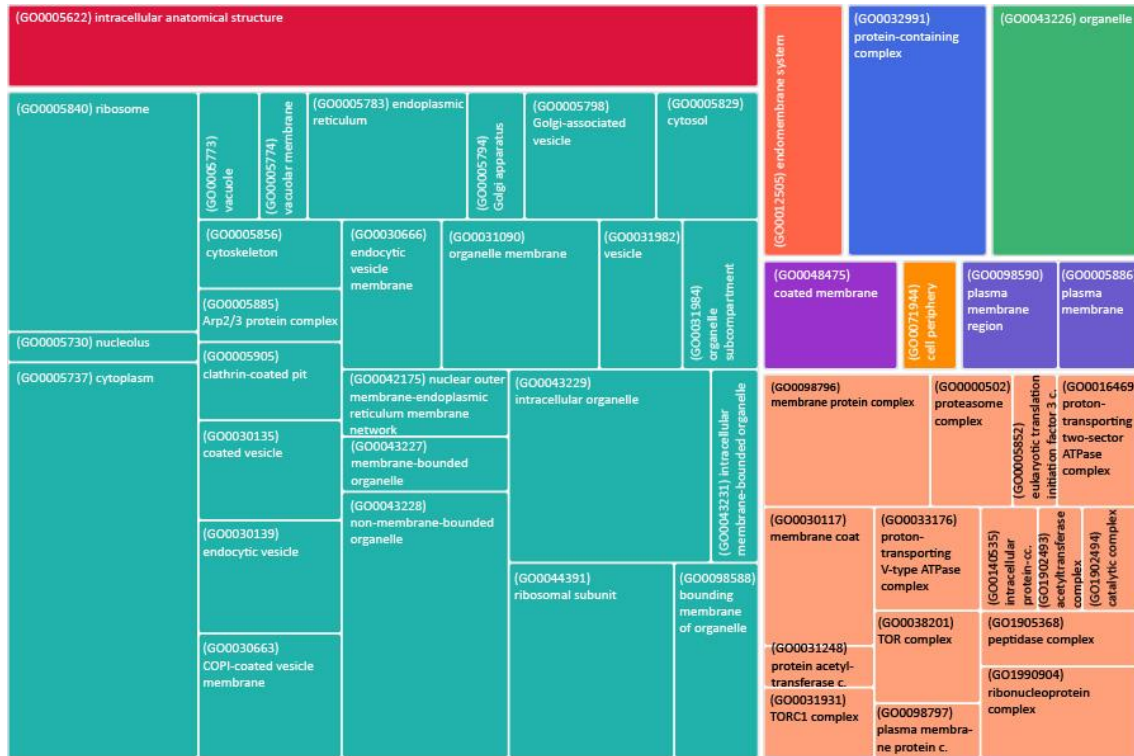 (GO0005622) intracellular anatomical structure
(GO0005840) ribosome
(GO0005730) nucleolus
(GO0005737) cytoplasm
(GO0005773)
vacuole
(GO0005774)
vacuolar membrane
(GO0005783) endoplasmic
reticulum
(GO0005794)
Golgi apparatus
(GO0005798)
Golgi-associated
vesicle
(GO0005829)
cytosol
(GO0005856)
cytoskeleton
(GO0005885)
Arp2/3 protein complex
(GO0005905)
clathrin-coated pit
(GO0030135)
coated vesicle
(GO0030139)
endocytic vesicle
(GO0030663)
COPI-coated vesicle
membrane
(GO0030666)
endocytic
vesicle
membrane
(GO0031090)
organelle membrane
(GO0031982)
vesicle
(GO0031984)
organelle
subcompartment
(GO0042175) nuclear outer
membrane-endoplasmic
reticulum membrane
network
(GO0043227)
membrane-bounded
organelle
(GO0043228)
non-membrane-bounded
organelle
(GO0043229)
intracellular organelle
(GO0043231) intracellular
membrane-bounded organelle
(GO0044391)
ribosomal subunit
(GO0098588)
bounding
membrane
of organelle
(GO0012505) endomembrane system
(GO0032991)
protein-containing
complex
(GO0043226) organelle
(GO0048475)
coated membrane
(GO0071944)
cell periphery
(GO0098590)
plasma
membrane
region
(GO0005886)
plasma
membrane
(GO0098796)
membrane protein complex
(GO0000502)
proteasome
complex
(GO0005852)
eukaryotic translation
initiation factor 3 c.
(GO0016469)
proton-
transporting
two-sector
ATPase
complex
(GO0030117)
membrane coat
(GO0033176)
proton-
transporting
V-type ATPase
complex
(GO0140535)
intracellular
protein-cc.
(GO1902493)
acetyltransferase
complex
(GO1902494)
catalytic complex
(GO0031248)
protein acetyl-
transferase c.
(GO0031931)
TORC1 complex
(GO0038201)
TOR complex
(GO0098797)
plasma membra-
ne protein c.
(GO1905368)
peptidase complex
(GO1990904)
ribonucleoprotein
complex